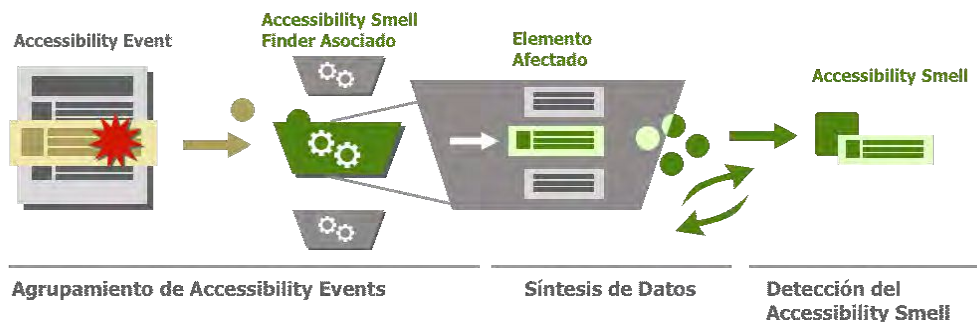 Accessibility Event
Accessibility Smell
Finder Asociado
Elemento
Afectado
Accessibility Smell
Agrupamiento de Accessibility Events
Síntesis de Datos
Detección del
Accessibility Smell